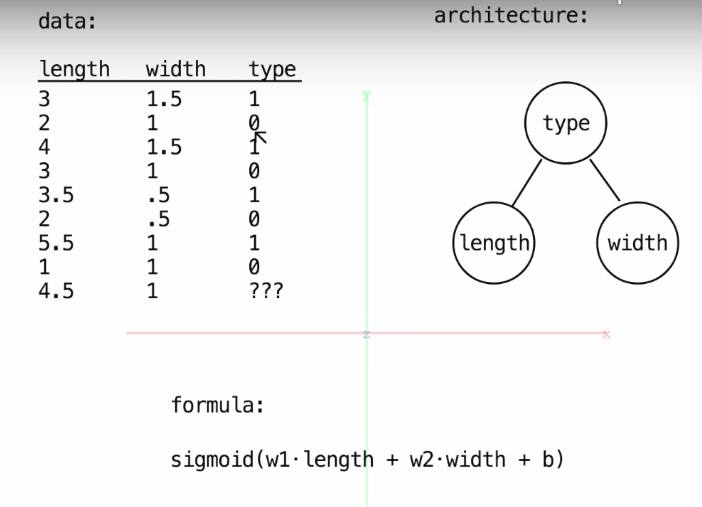 data:
length width type
3 1.5 1
2 1 0
4 1.5 1
3 1 0
3.5 .5 1
2 .5 0
5.5 1 1
1 1 0
4.5 1 ???
architecture:
type
length width
y
z x
formula:
sigmoid(w1·length + w2·width + b)